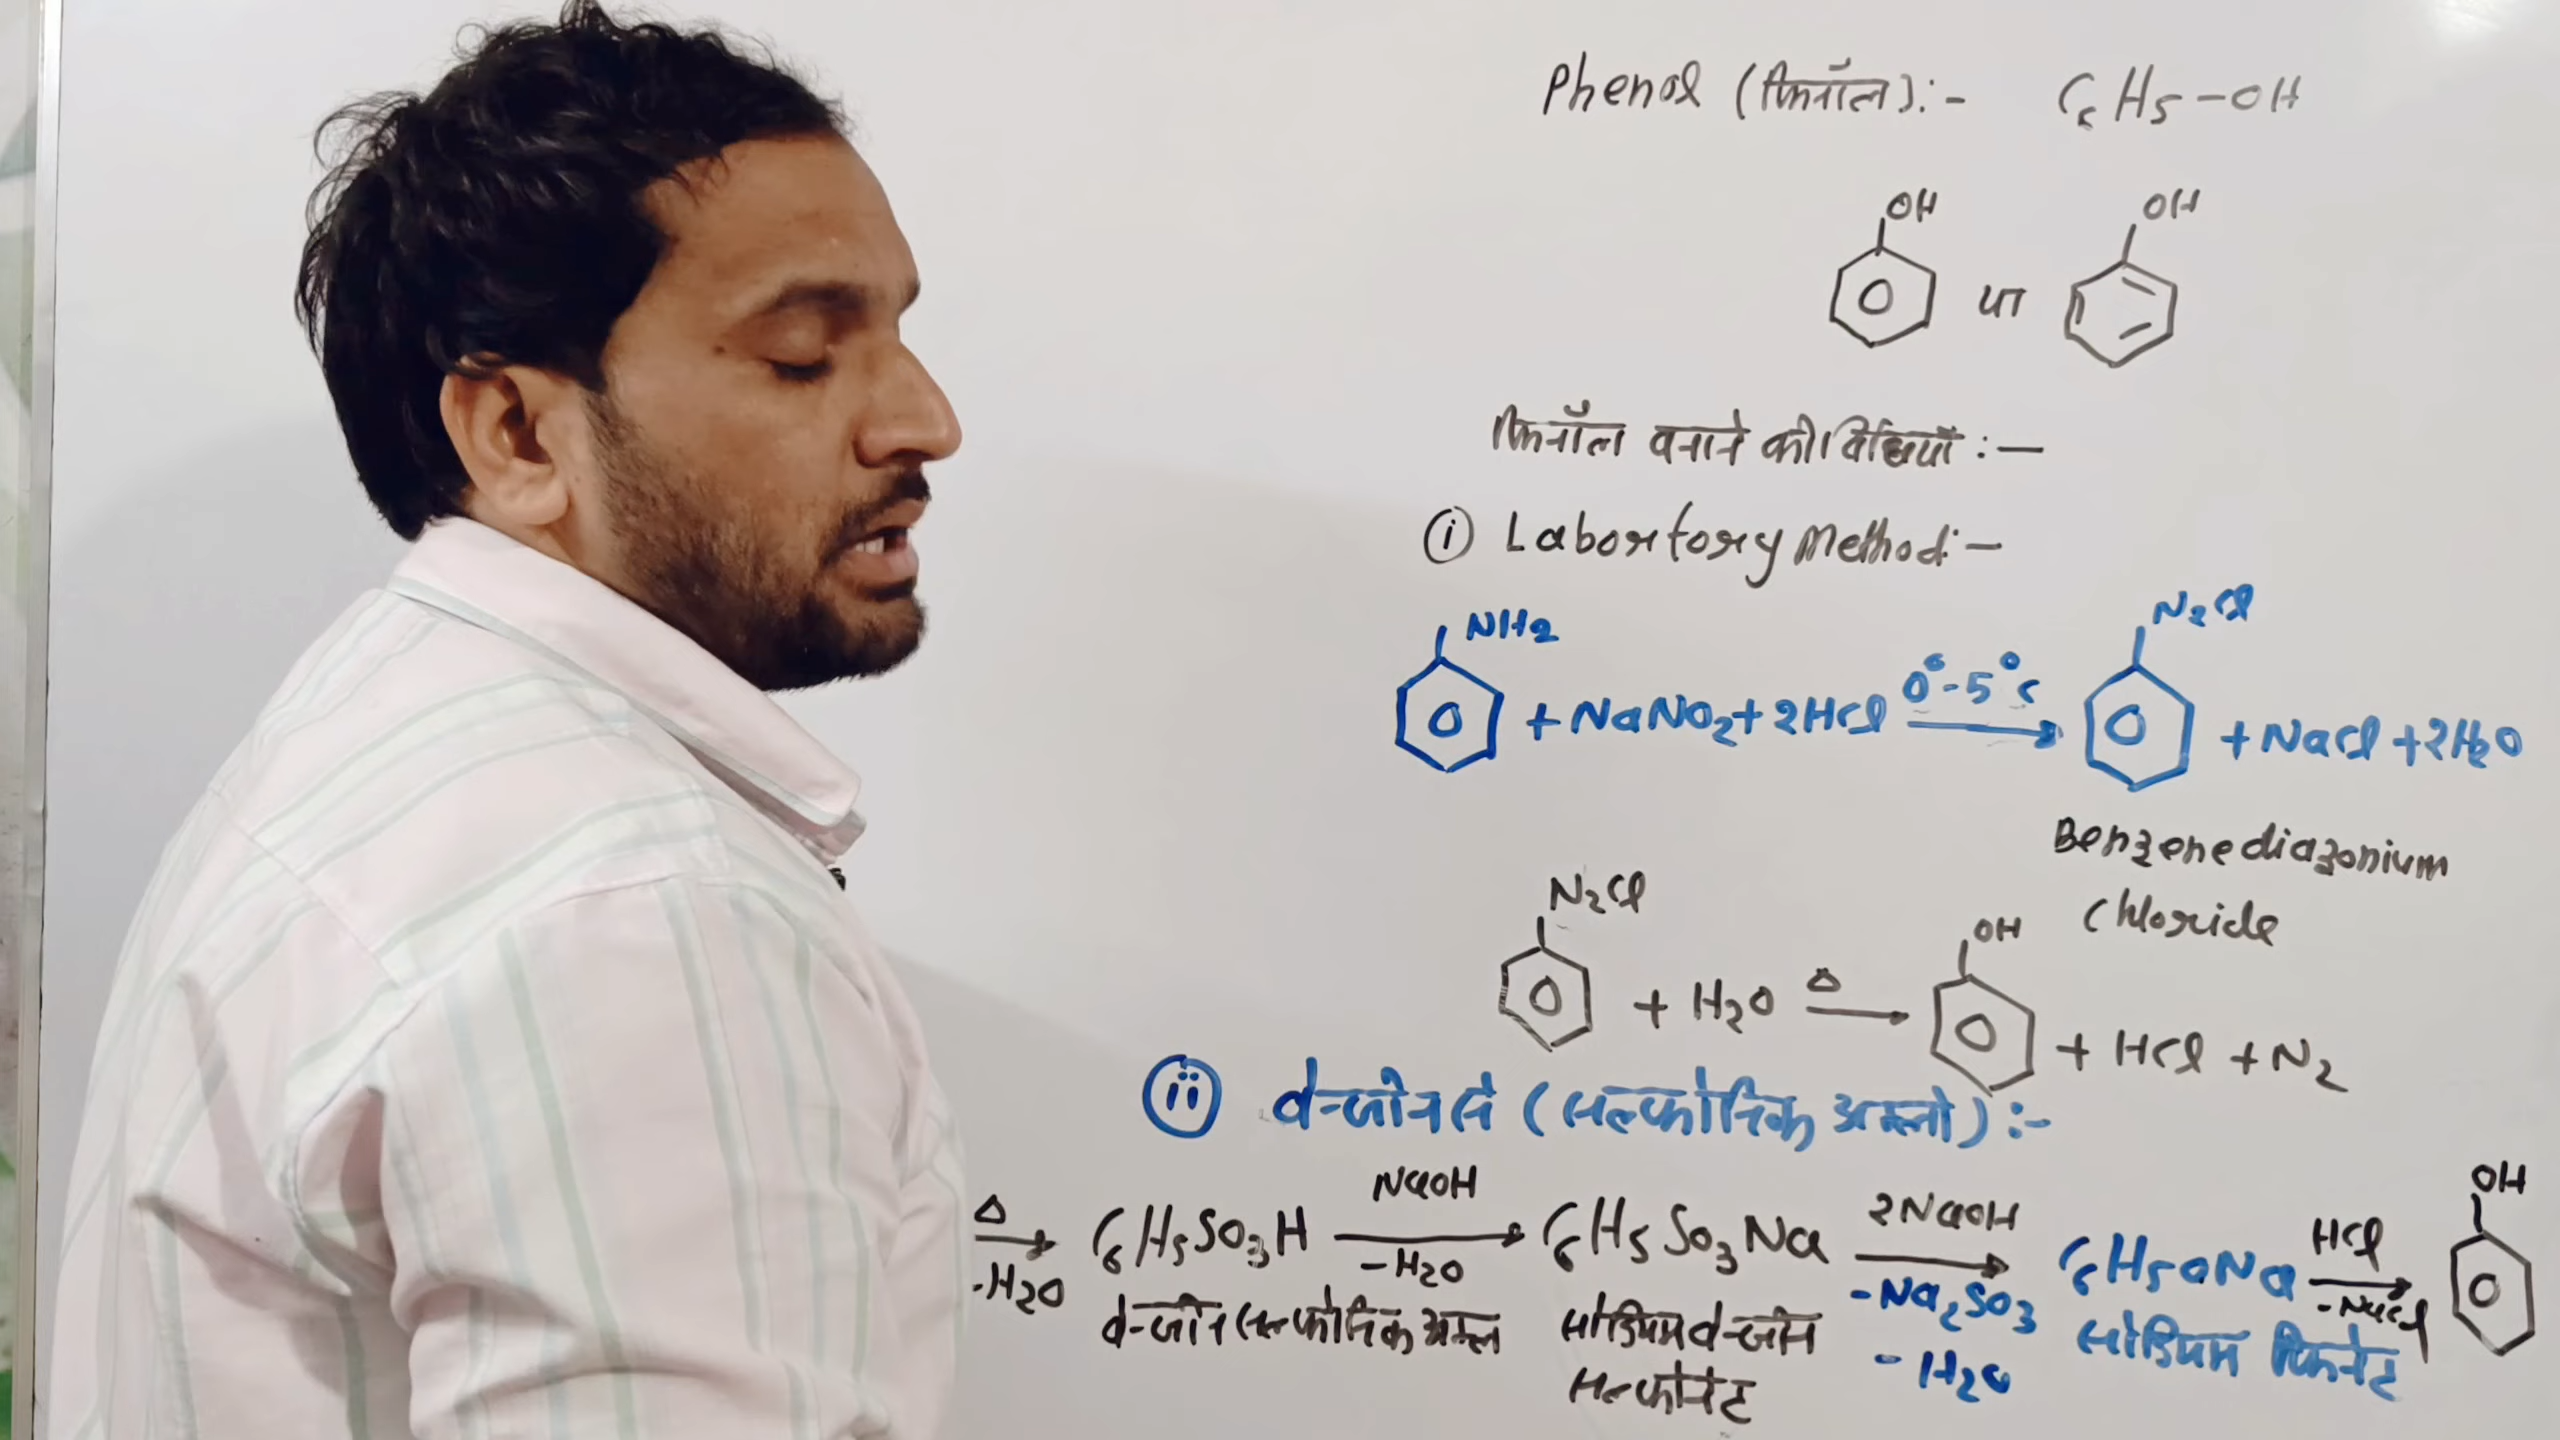 Phenol (फिनॉल):- C6H5-OH
OH OH
या
फिनॉल बनाने की विधियाँ :—
(i) Labortory Method:-
NH2 N2Cl
+ NaNO2 + 2HCl 0°-5°c + NaCl + 2H2O
Benzenediazonium
Chloride
N2Cl OH
+ H2O Δ + HCl + N2
(ii) बेन्जीन से (सल्फोनिक अम्लो) :-
Δ NaOH 2NaOH HCl OH
C6H5SO3H C6H5SO3Na C6H5ONa
-H2O -H2O -Na2SO3 -NaCl
बेन्जीन सल्फोनिक अम्ल सोडियम बेन्जीन -H2O सोडियम फिनेट
सल्फोनेट